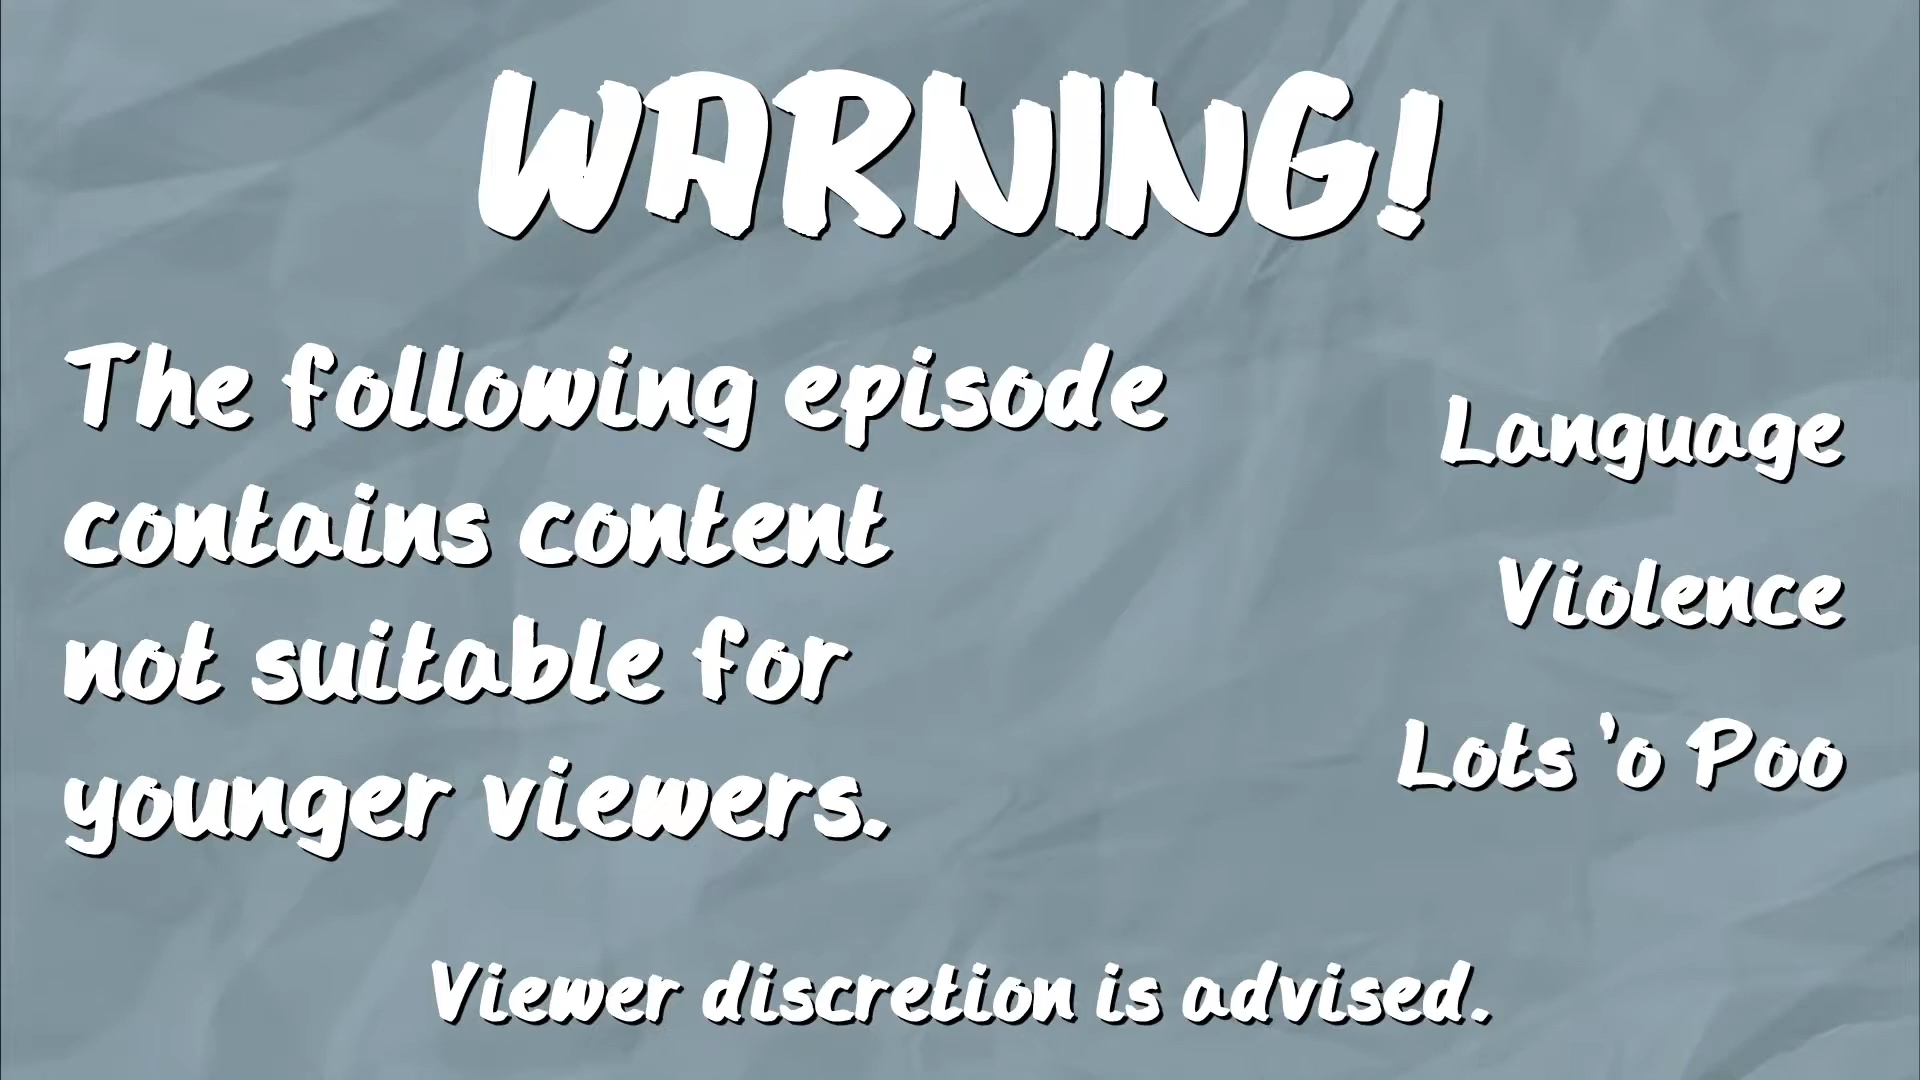 WARNING!
The following episode
contains content
not suitable for
younger viewers.
Language
Violence
Lots 'o Poo
Viewer discretion is advised.